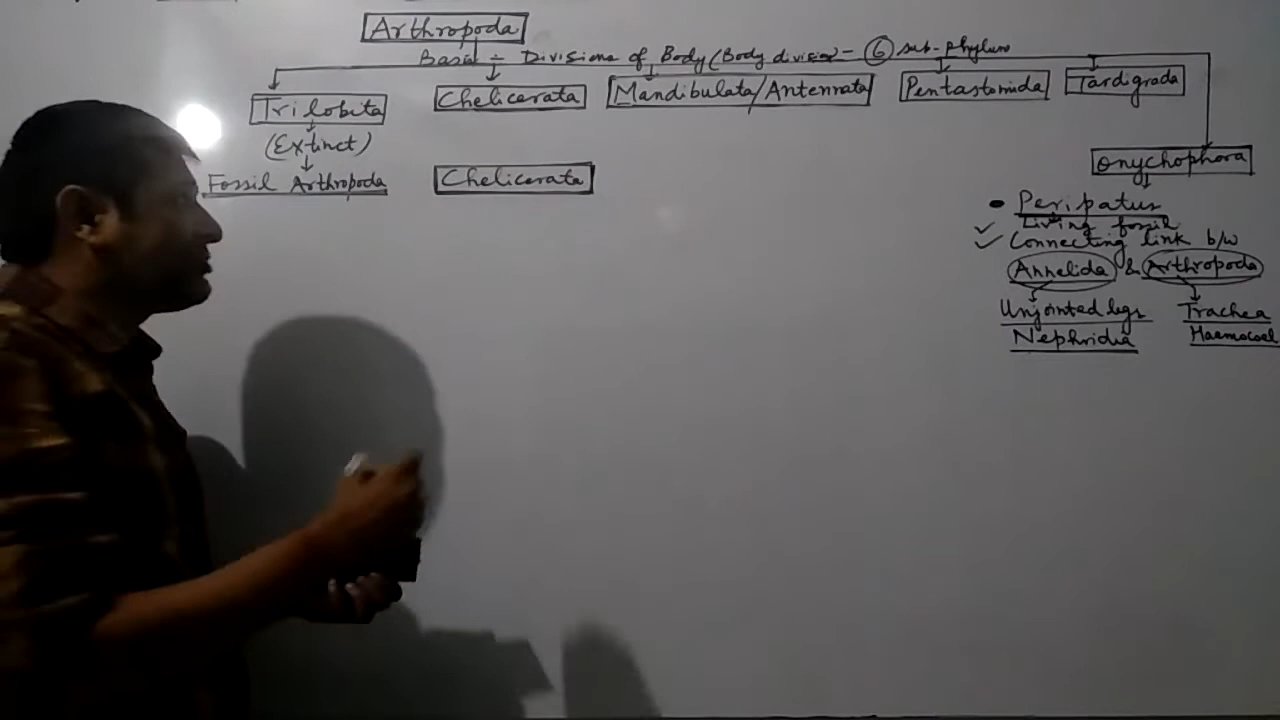 Arthropoda
Basis ÷ Divisions of Body (Body division - 6 sub-phylum
Trilobita
Chelicerata
Mandibulata/Antennata
Pentastomida
Tardigrada
(Extinct)
Onychophora
Fossil Arthropoda
Chelicerata
• Peripatus
✓ Living fossil
✓ Connecting link b/w
Annelida & Arthropoda
Unjointed legs
Trachea
Nephridia
Haemocoel